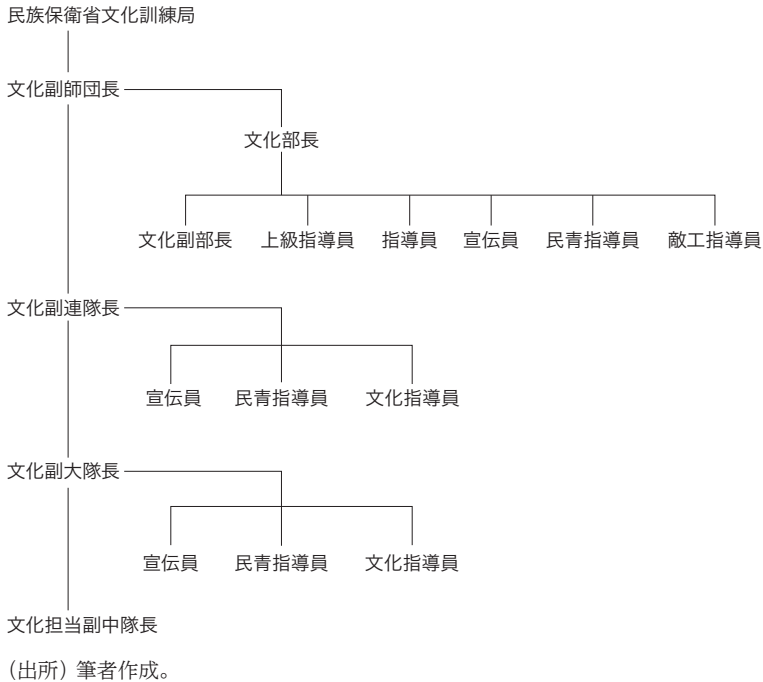 民族保衛省文化訓練局
文化副師団長
文化部長
文化副部長 上級指導員 指導員 宣伝員 民青指導員 敵工指導員
文化副連隊長
宣伝員 民青指導員 文化指導員
文化副大隊長
宣伝員 民青指導員 文化指導員
文化担当副中隊長
（出所）筆者作成。